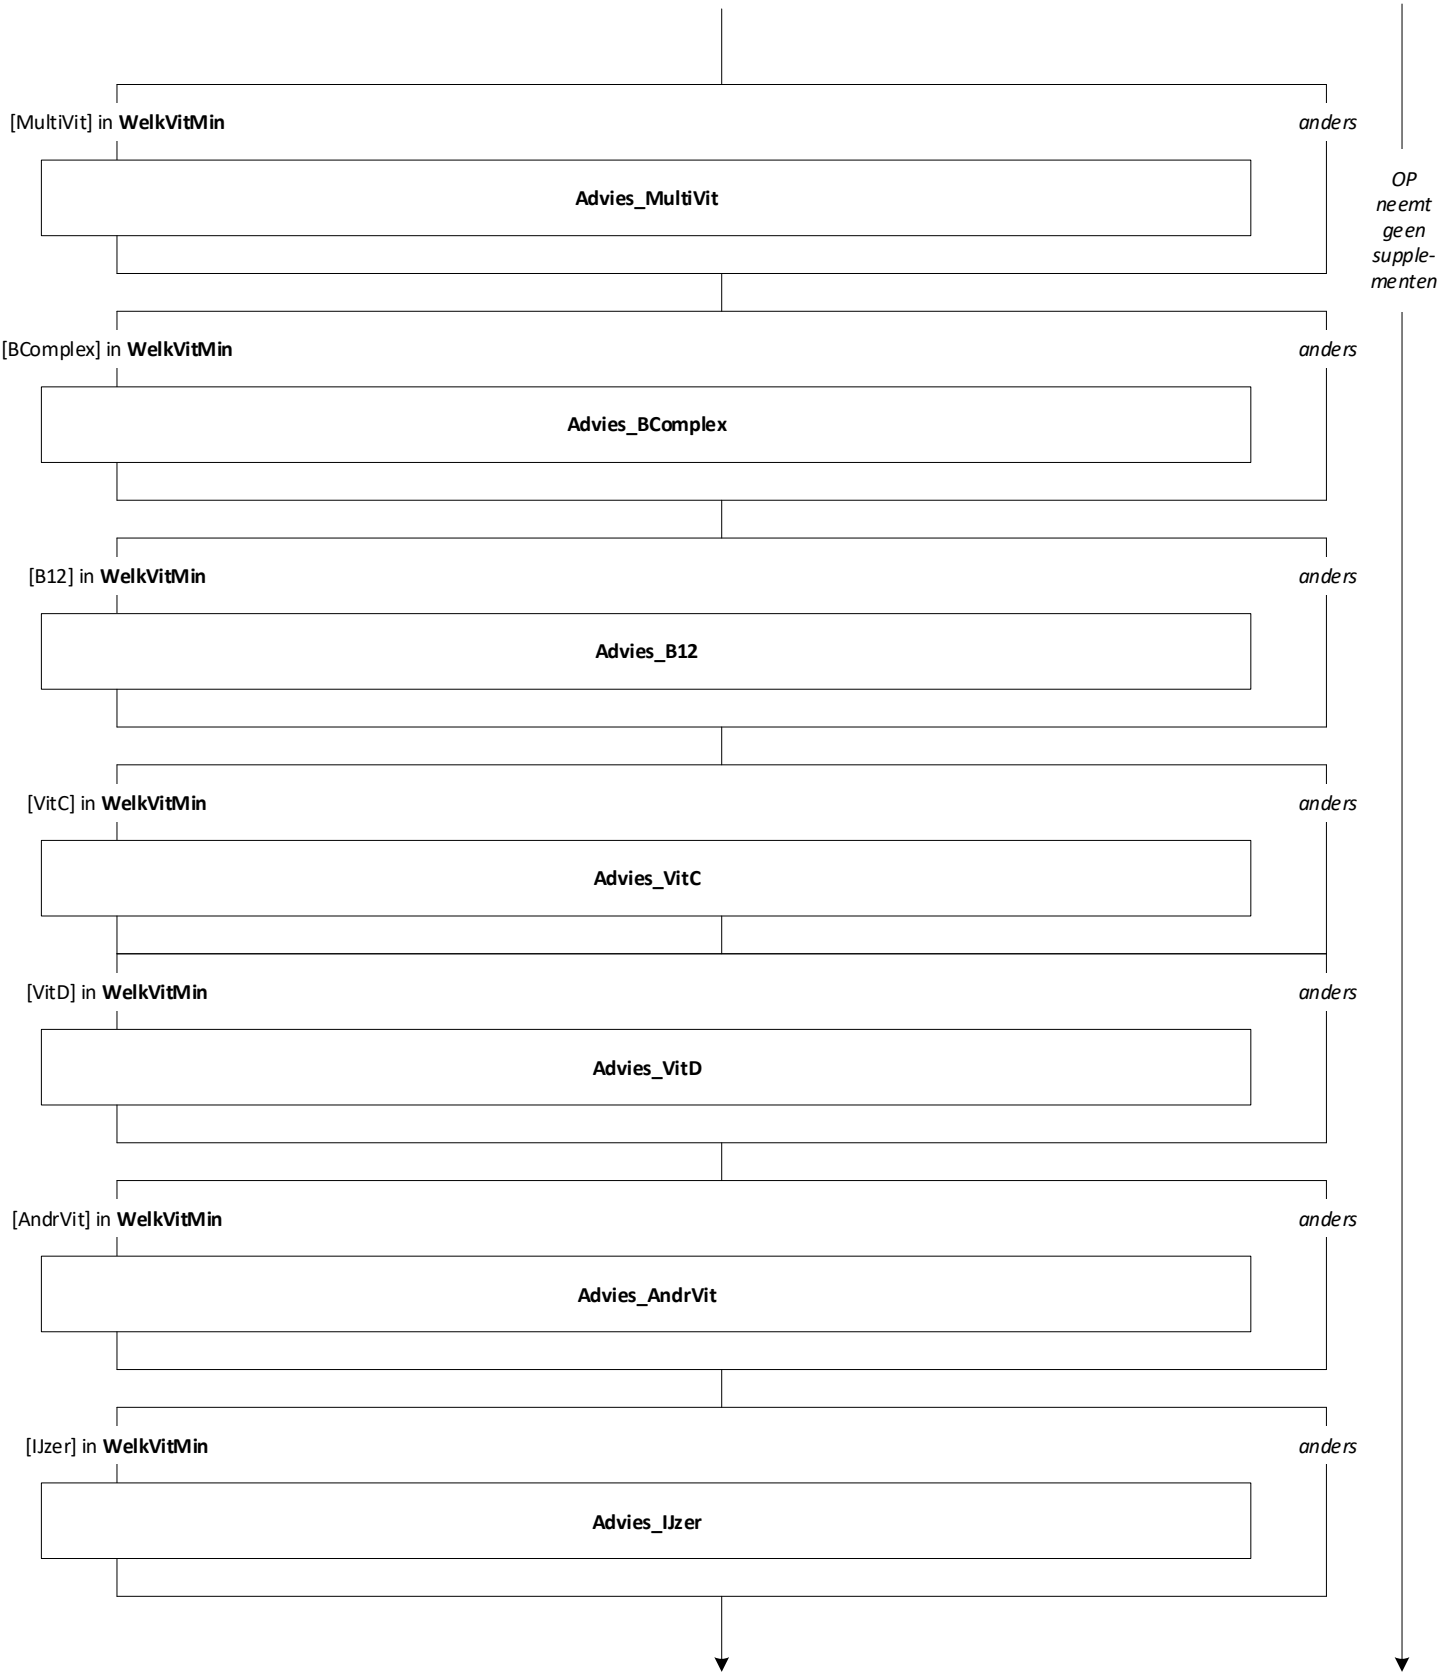 [MultiVit] in WelkVitMin
anders
Advies_MultiVit
OP
neemt
geen
supple-
menten
[BComplex] in WelkVitMin
anders
Advies_BComplex
[B12] in WelkVitMin
anders
Advies_B12
[VitC] in WelkVitMin
anders
Advies_VitC
[VitD] in WelkVitMin
anders
Advies_VitD
[AndrVit] in WelkVitMin
anders
Advies_AndrVit
[IJzer] in WelkVitMin
anders
Advies_IJzer